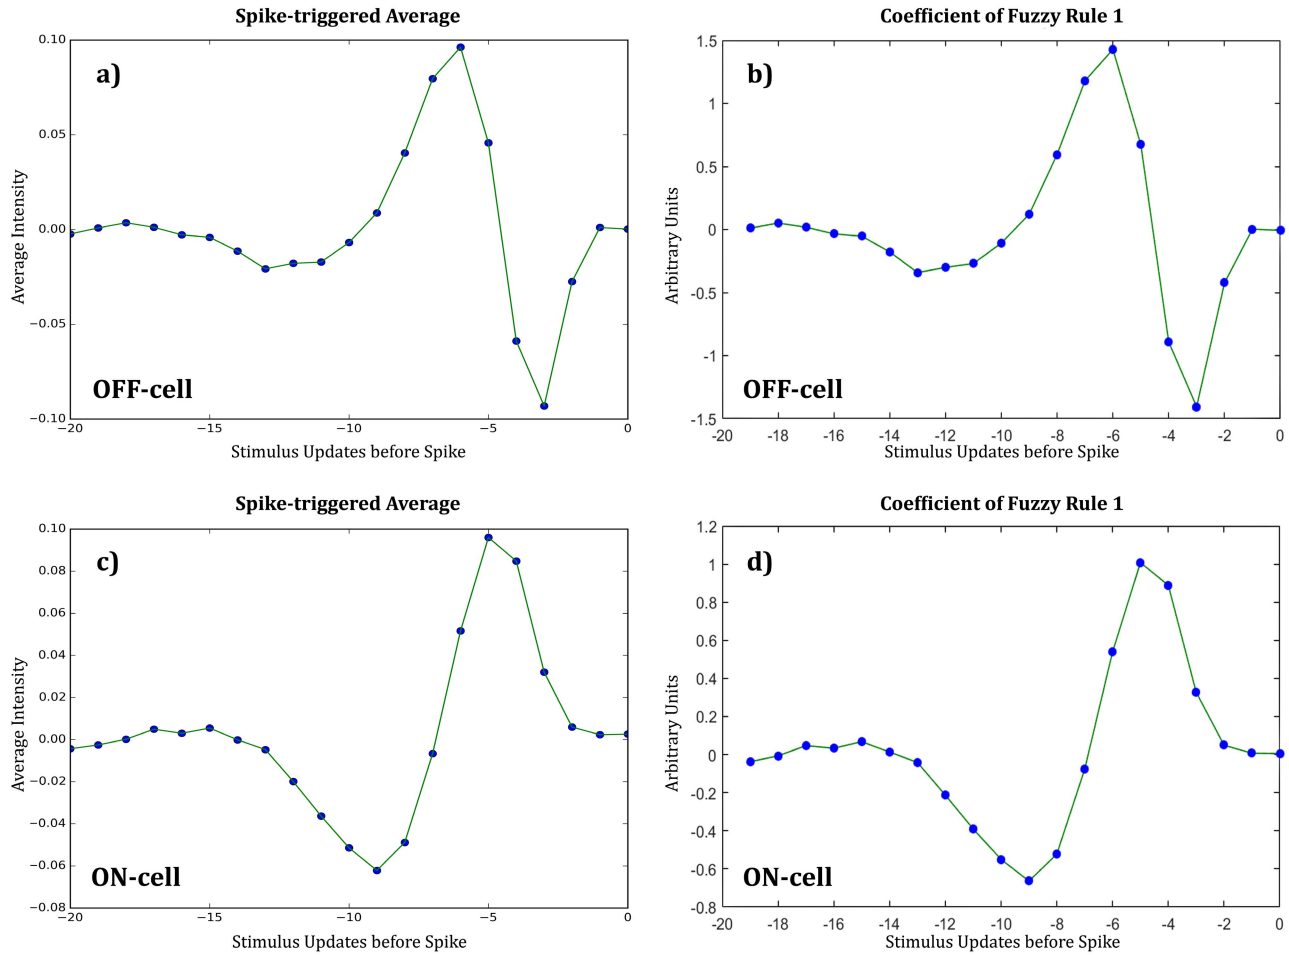 Spike-triggered Average
a)
0.10
0.05
0.00
−0.05
−0.10
Average Intensity
OFF-cell
−20 −15 −10 −5 0
Stimulus Updates before Spike
Coefficient of Fuzzy Rule 1
b)
1.5
1
0.5
0
-0.5
-1
-1.5
Arbitrary Units
OFF-cell
-20 -18 -16 -14 -12 -10 -8 -6 -4 -2 0
Stimulus Updates before Spike
Spike-triggered Average
c)
0.10
0.08
0.06
0.04
0.02
0.00
−0.02
−0.04
−0.06
−0.08
Average Intensity
ON-cell
−20 −15 −10 −5 0
Stimulus Updates before Spike
Coefficient of Fuzzy Rule 1
d)
1.2
1
0.8
0.6
0.4
0.2
0
-0.2
-0.4
-0.6
-0.8
Arbitrary Units
ON-cell
-20 -18 -16 -14 -12 -10 -8 -6 -4 -2 0
Stimulus Updates before Spike